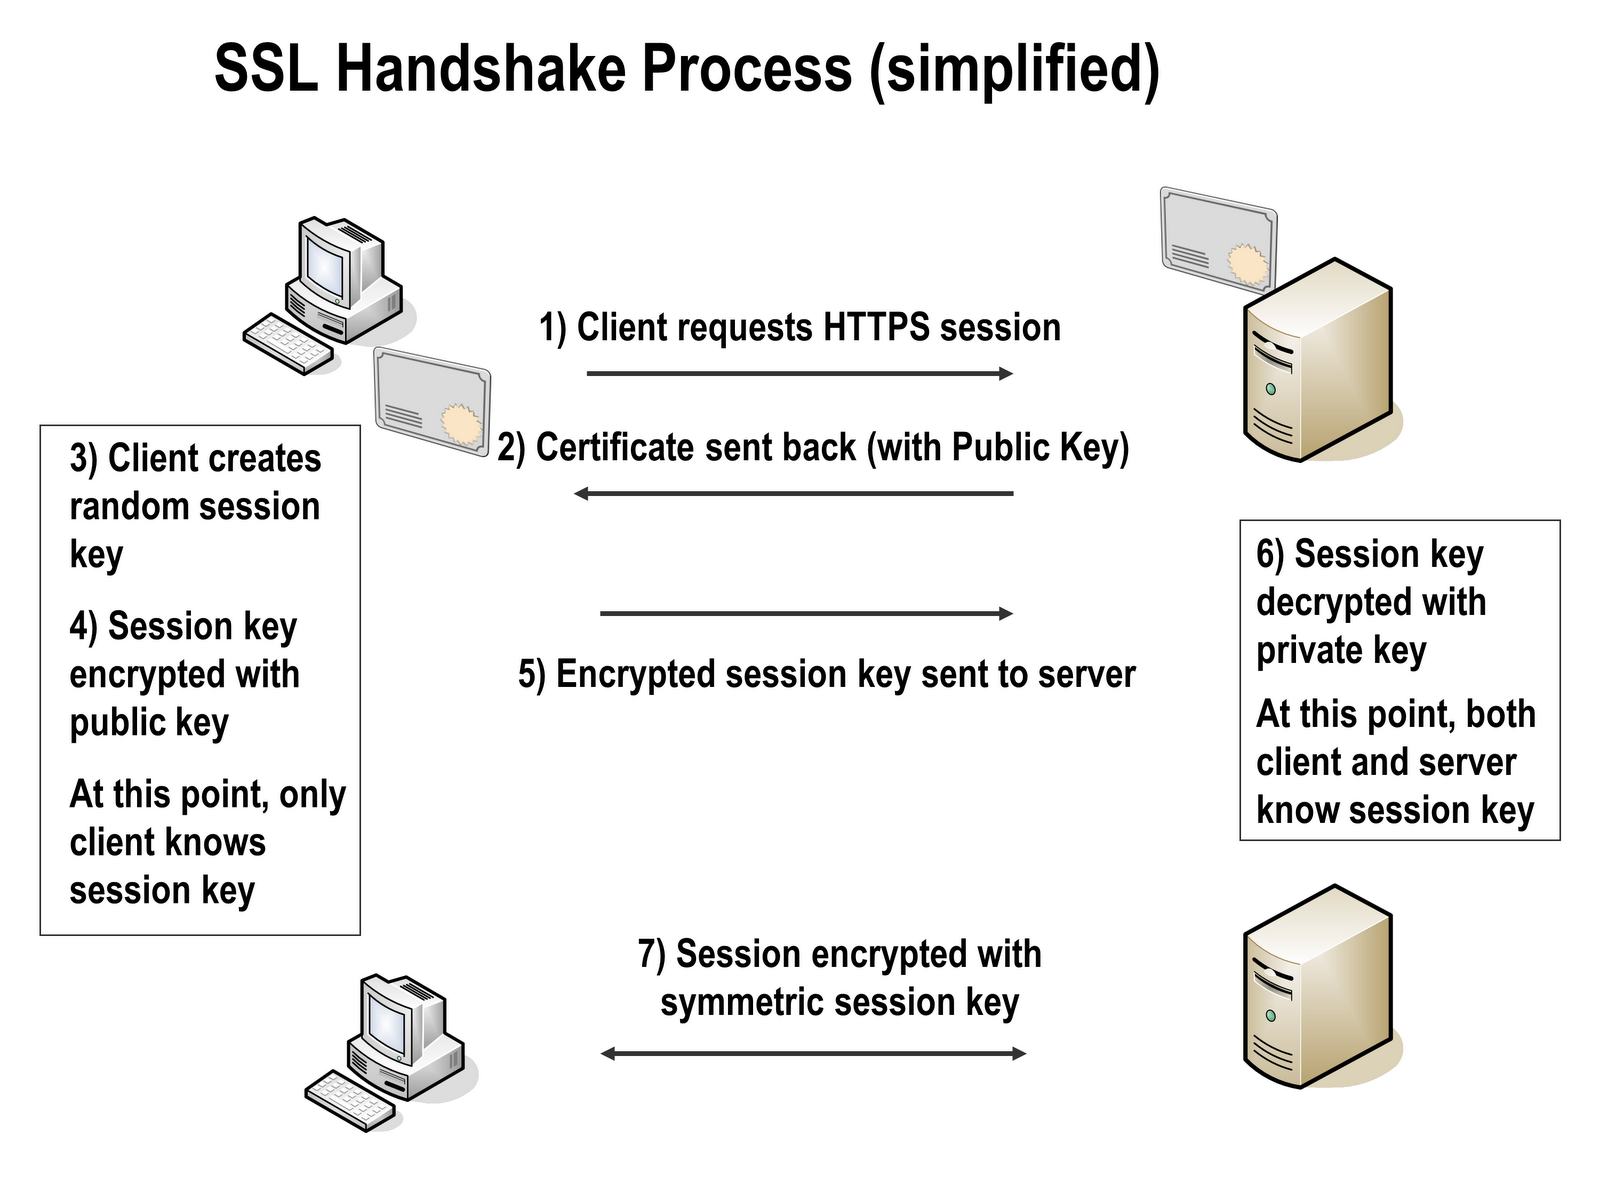 SSL Handshake Process (simplified)
1) Client requests HTTPS session
2) Certificate sent back (with Public Key)
3) Client creates
random session
key
4) Session key
encrypted with
public key
At this point, only
client knows
session key
5) Encrypted session key sent to server
6) Session key
decrypted with
private key
At this point, both
client and server
know session key
7) Session encrypted with
symmetric session key